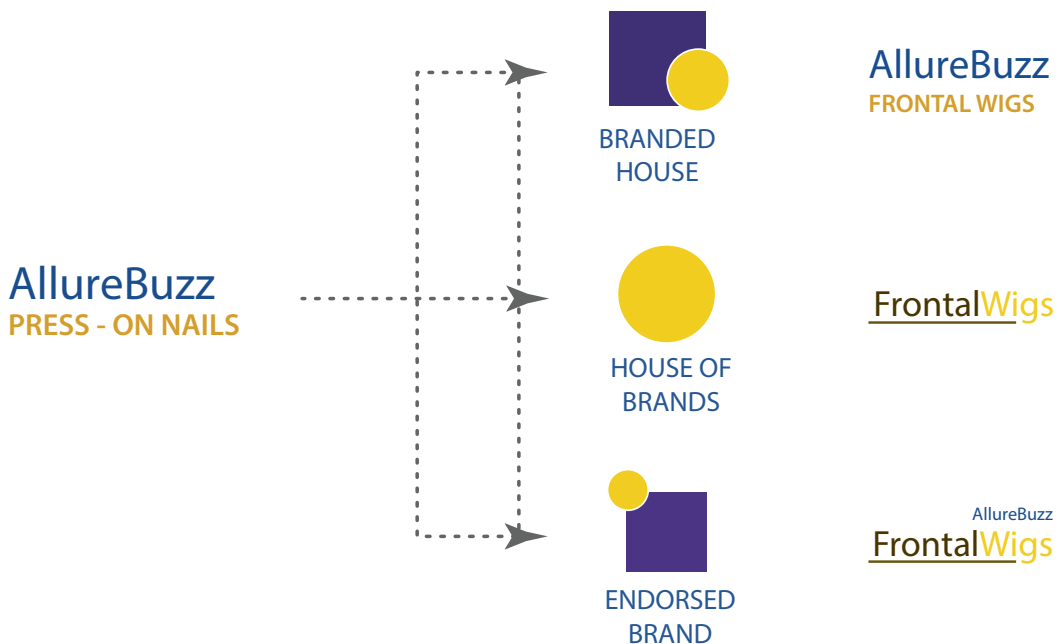 AllureBuzz
PRESS - ON NAILS
BRANDED
HOUSE
AllureBuzz
FRONTAL WIGS
HOUSE OF
BRANDS
FrontalWigs
ENDORSED
BRAND
AllureBuzz
FrontalWigs